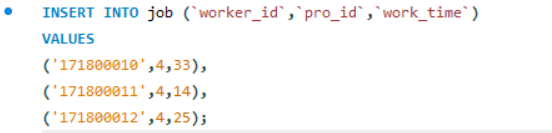 INSERT INTO job (`worker_id`,`pro_id`,`work_time`)
VALUES
('171800010',4,33),
('171800011',4,14),
('171800012',4,25);